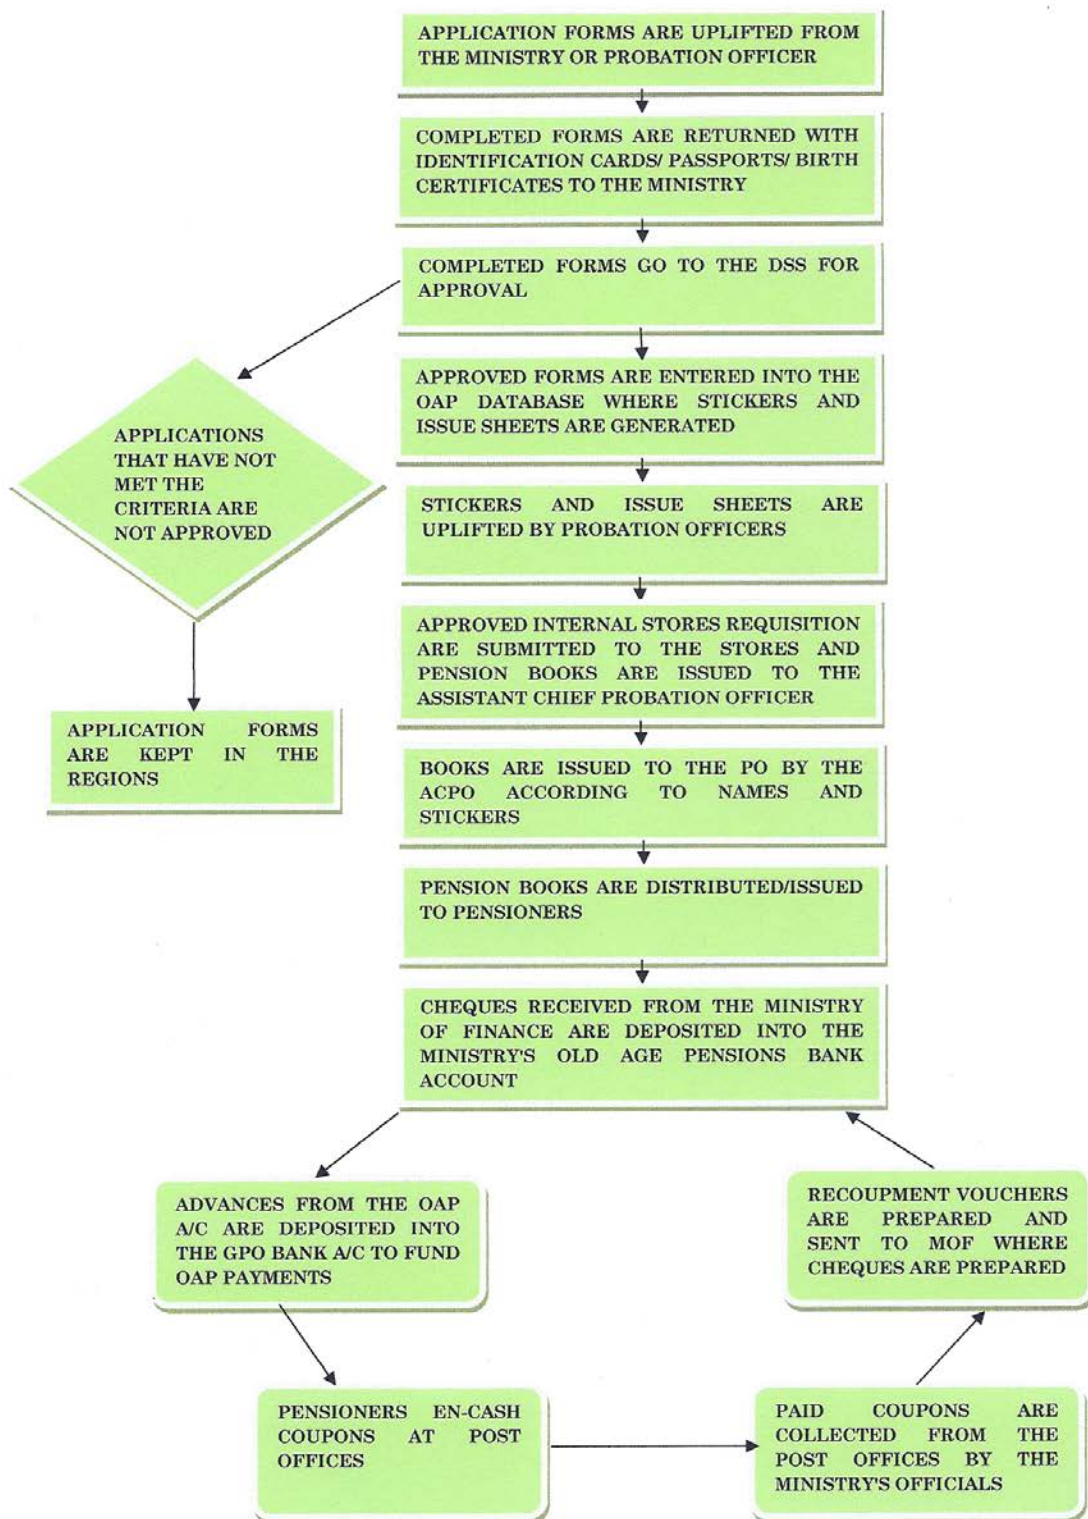 APPLICATION FORMS ARE UPLIFTED FROM
THE MINISTRY OR PROBATION OFFICER
COMPLETED FORMS ARE RETURNED WITH
IDENTIFICATION CARDS/ PASSPORTS/ BIRTH
CERTIFICATES TO THE MINISTRY
COMPLETED FORMS GO TO THE DSS FOR
APPROVAL
APPLICATIONS
THAT HAVE NOT
MET THE
CRITERIA ARE
NOT APPROVED
APPLICATION FORMS
ARE KEPT IN THE
REGIONS
APPROVED FORMS ARE ENTERED INTO THE
OAP DATABASE WHERE STICKERS AND
ISSUE SHEETS ARE GENERATED
STICKERS AND ISSUE SHEETS ARE
UPLIFTED BY PROBATION OFFICERS
APPROVED INTERNAL STORES REQUISITION
ARE SUBMITTED TO THE STORES AND
PENSION BOOKS ARE ISSUED TO THE
ASSISTANT CHIEF PROBATION OFFICER
BOOKS ARE ISSUED TO THE PO BY THE
ACPO ACCORDING TO NAMES AND
STICKERS
PENSION BOOKS ARE DISTRIBUTED/ISSUED
TO PENSIONERS
CHEQUES RECEIVED FROM THE MINISTRY
OF FINANCE ARE DEPOSITED INTO THE
MINISTRY'S OLD AGE PENSIONS BANK
ACCOUNT
ADVANCES FROM THE OAP
A/C ARE DEPOSITED INTO
THE GPO BANK A/C TO FUND
OAP PAYMENTS
PENSIONERS EN-CASH
COUPONS AT POST
OFFICES
PAID COUPONS ARE
COLLECTED FROM THE
POST OFFICES BY THE
MINISTRY'S OFFICIALS
RECOUPMENT VOUCHERS
ARE PREPARED AND
SENT TO MOF WHERE
CHEQUES ARE PREPARED